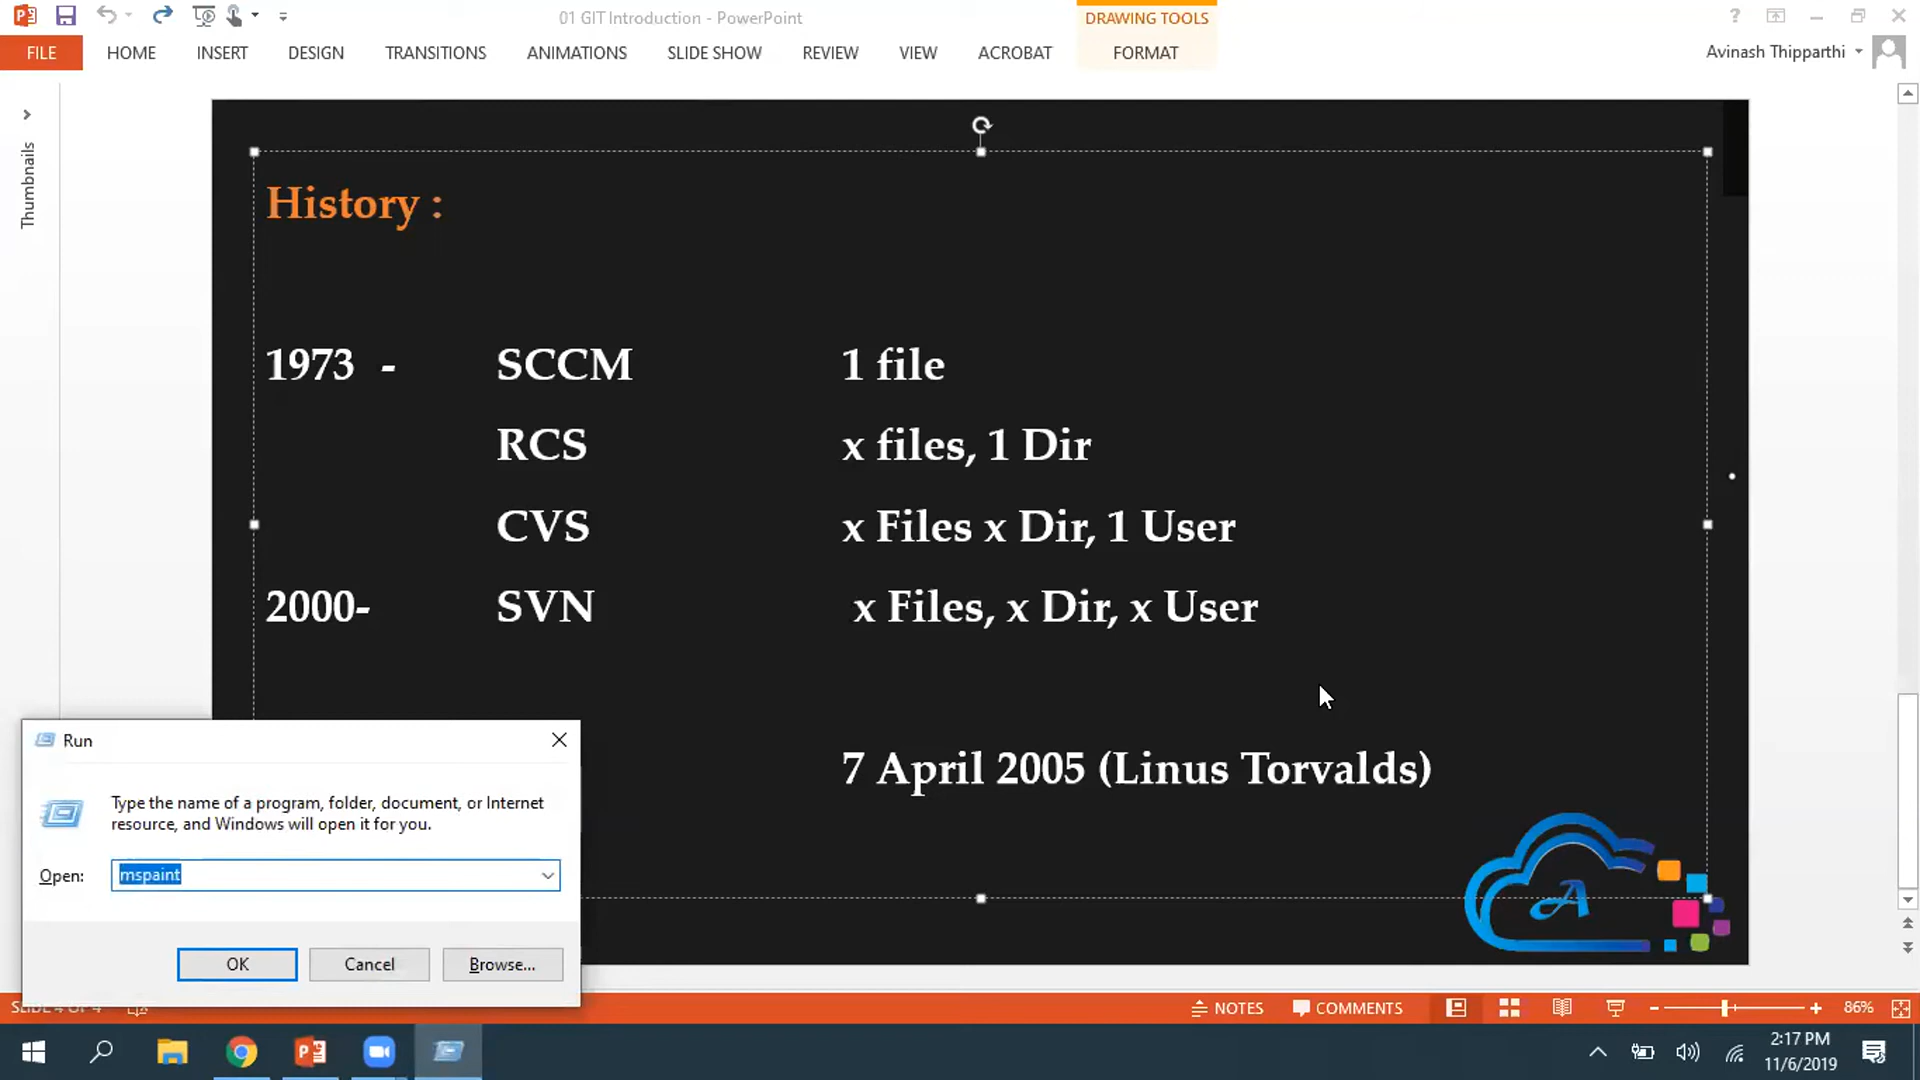 01 GIT Introduction - PowerPoint
DRAWING TOOLS
FILE HOME INSERT DESIGN TRANSITIONS ANIMATIONS SLIDE SHOW REVIEW VIEW ACROBAT FORMAT
Avinash Thipparthi
Thumbnails
History :
1973 - SCCM 1 file
RCS x files, 1 Dir
CVS x Files x Dir, 1 User
2000- SVN x Files, x Dir, x User
7 April 2005 (Linus Torvalds)
A
Run
Type the name of a program, folder, document, or Internet
resource, and Windows will open it for you.
Open: mspaint
OK Cancel Browse...
SLIDE 4 OF 4
NOTES COMMENTS 86%
2:17 PM
11/6/2019